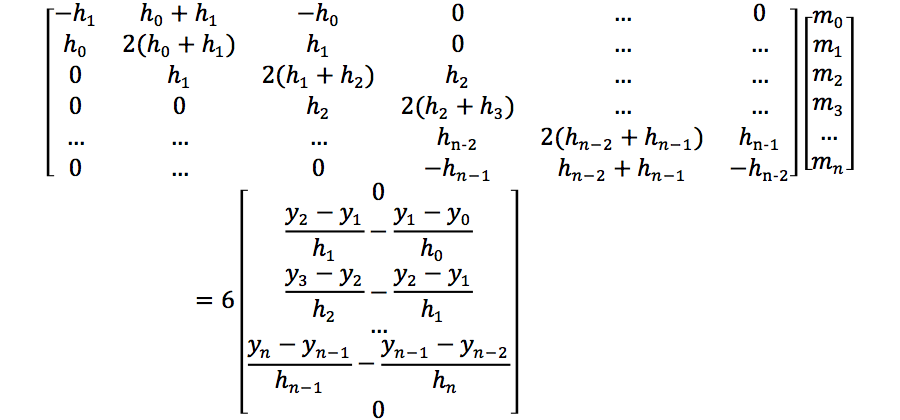 [−h₁ h₀ + h₁ −h₀ 0 ... 0] [m₀]
[h₀ 2(h₀ + h₁) h₁ 0 ... ...] [m₁]
[0 h₁ 2(h₁ + h₂) h₂ ... ...] [m₂]
[0 0 h₂ 2(h₂ + h₃) ... ...] [m₃]
[... ... ... hₙ₋₂ 2(hₙ₋₂ + hₙ₋₁) hₙ₋₁] [...]
[0 ... 0 −hₙ₋₁ hₙ₋₂ + hₙ₋₁ −hₙ₋₂] [mₙ]
= 6 [0
(y₂ − y₁)/h₁ − (y₁ − y₀)/h₀
(y₃ − y₂)/h₂ − (y₂ − y₁)/h₁
...
(yₙ − yₙ₋₁)/hₙ₋₁ − (yₙ₋₁ − yₙ₋₂)/hₙ
0]